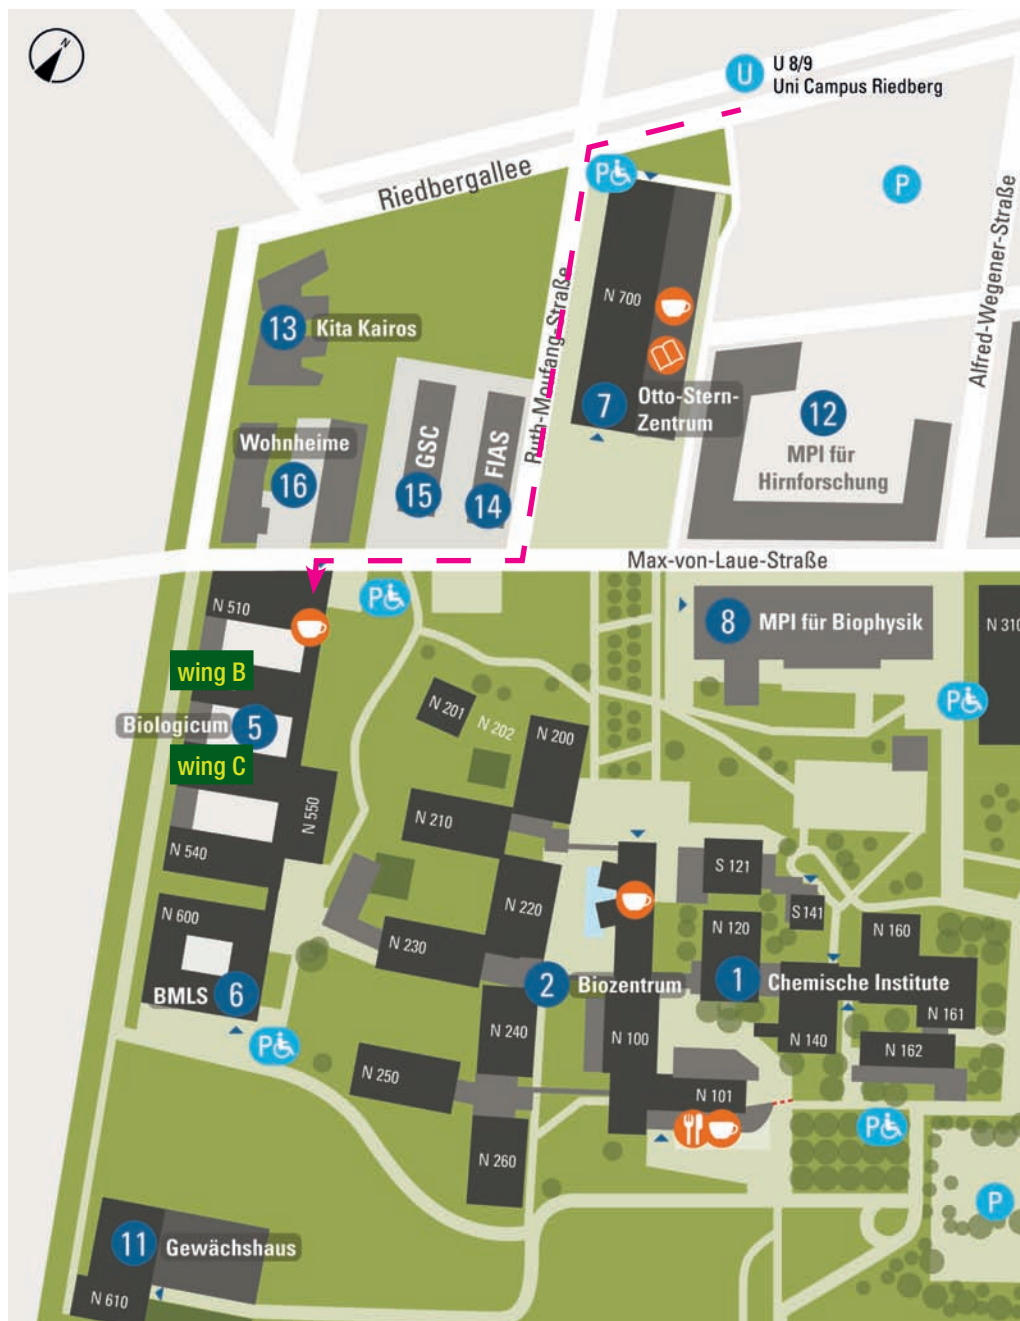 N
U
U 8/9
Uni Campus Riedberg
P
Riedbergallee
P
Alfred-Wegener-Straße
Ruth-Moufang-Straße
N 700
13
Kita Kairos
7
Otto-Stern-
Zentrum
12
MPI für
Hirnforschung
Wohnheime
16
GSC
15
FIAS
14
Max-von-Laue-Straße
N 510
P
8
MPI für Biophysik
N 310
wing B
P
N 201
N 202
N 200
Biologicum
5
wing C
N 550
N 210
N 540
S 121
N 220
N 600
N 230
N 120
S 141
N 160
BMLS
6
2
Biozentrum
1
Chemische Institute
N 161
P
N 240
N 100
N 140
N 162
N 250
N 101
P
N 260
P
11
Gewächshaus
N 610